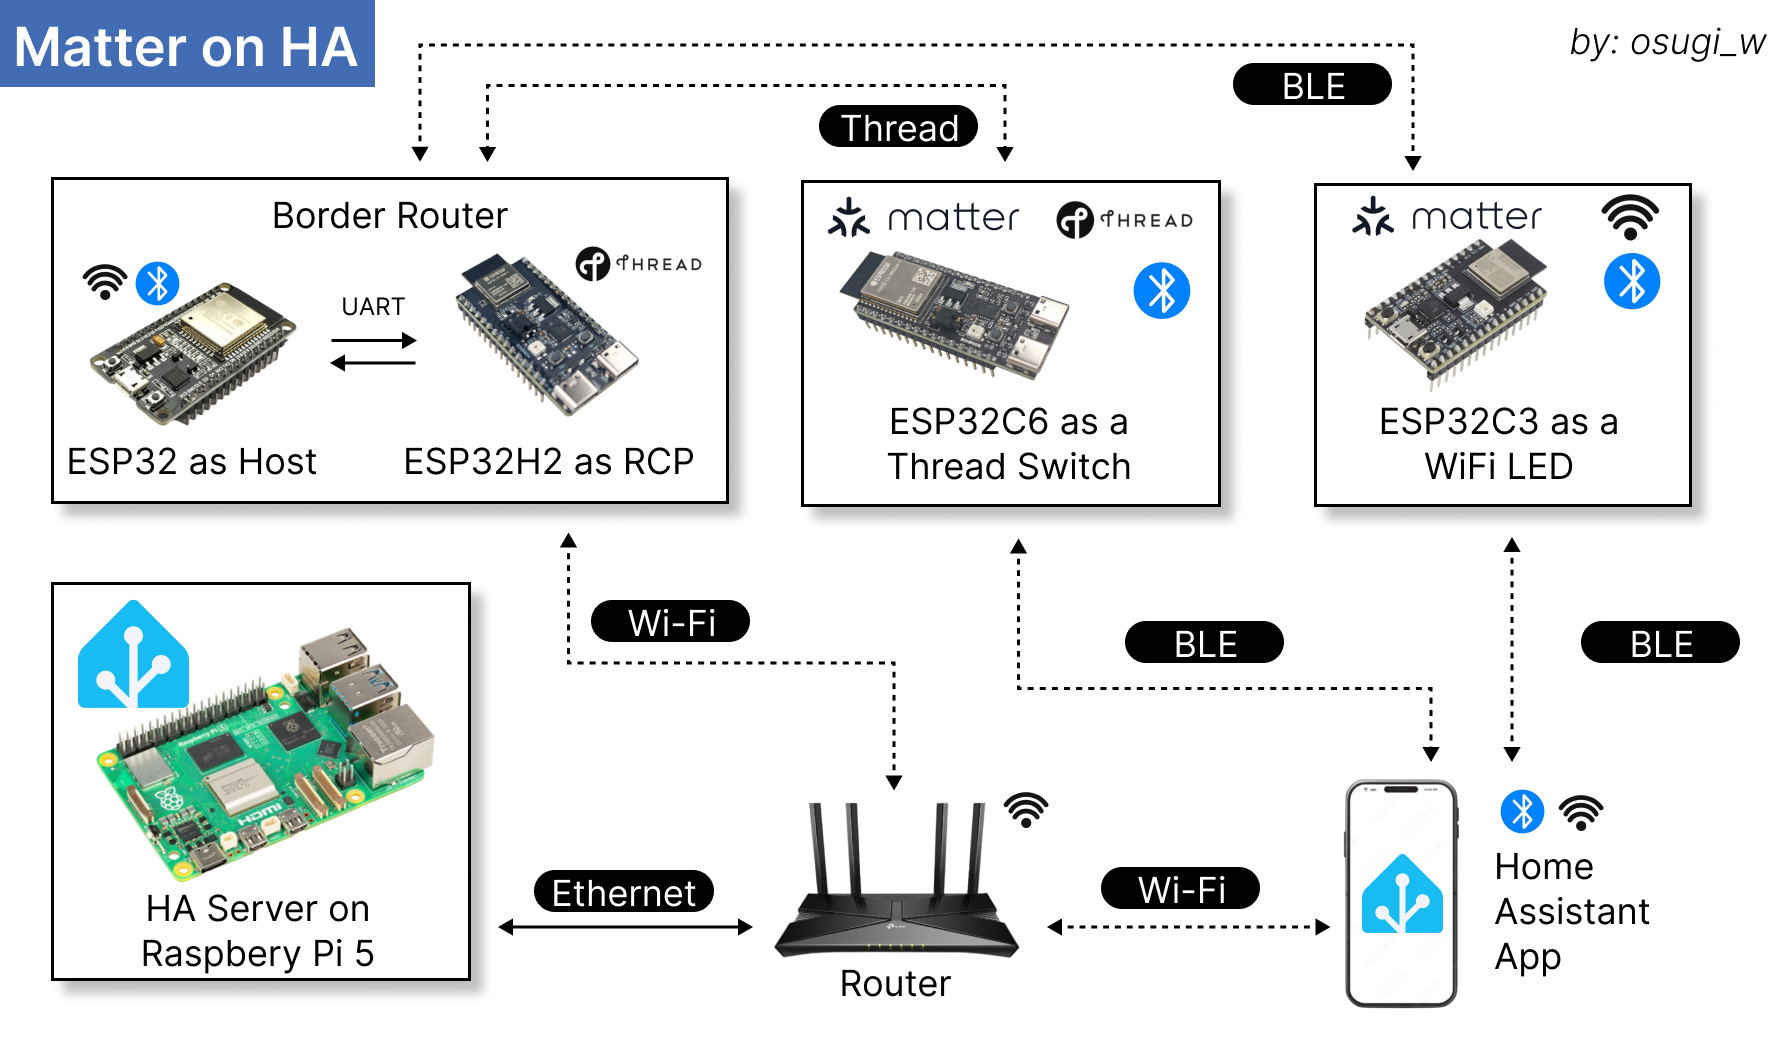 Matter on HA
by: osugi_w
BLE
Thread
Border Router
THREAD
UART
ESP32 as Host
ESP32H2 as RCP
matter
THREAD
ESP32C6 as a
Thread Switch
matter
ESP32C3 as a
WiFi LED
Wi-Fi
BLE
BLE
HDMI
HA Server on
Raspbery Pi 5
Ethernet
Router
Wi-Fi
Home
Assistant
App